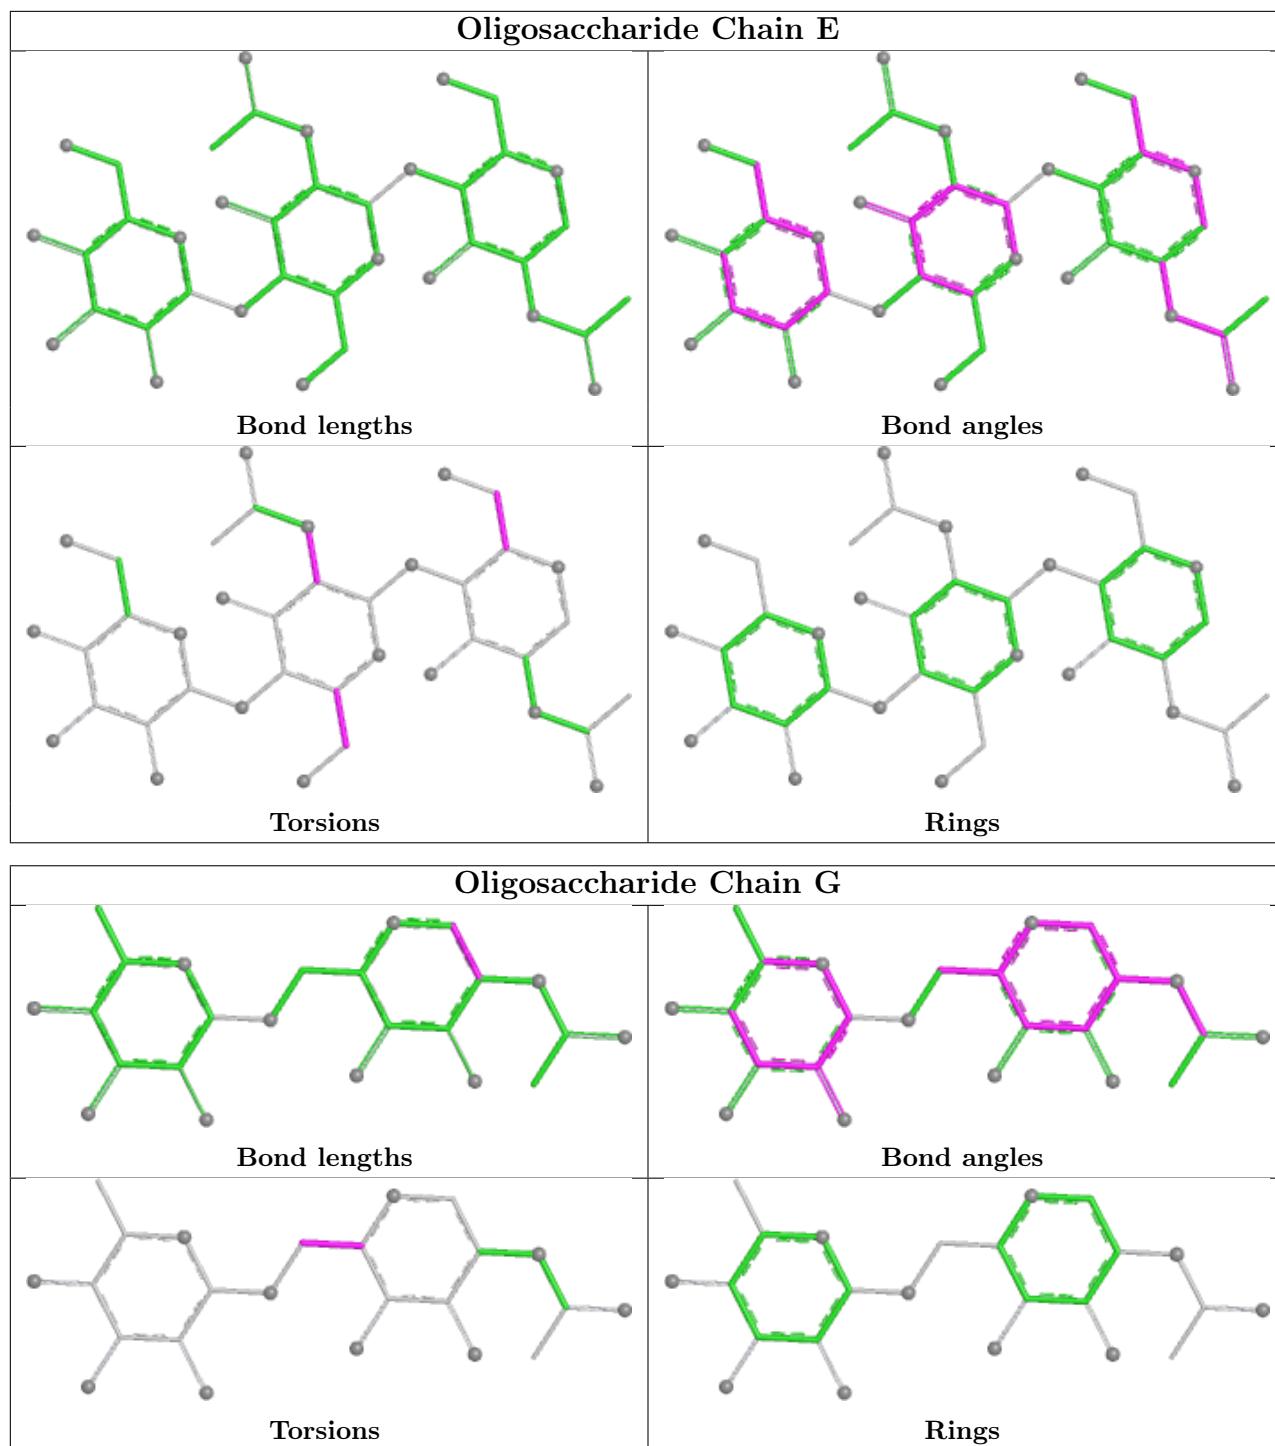 Oligosaccharide Chain E
Bond lengths
Bond angles
Torsions
Rings
Oligosaccharide Chain G
Bond lengths
Bond angles
Torsions
Rings